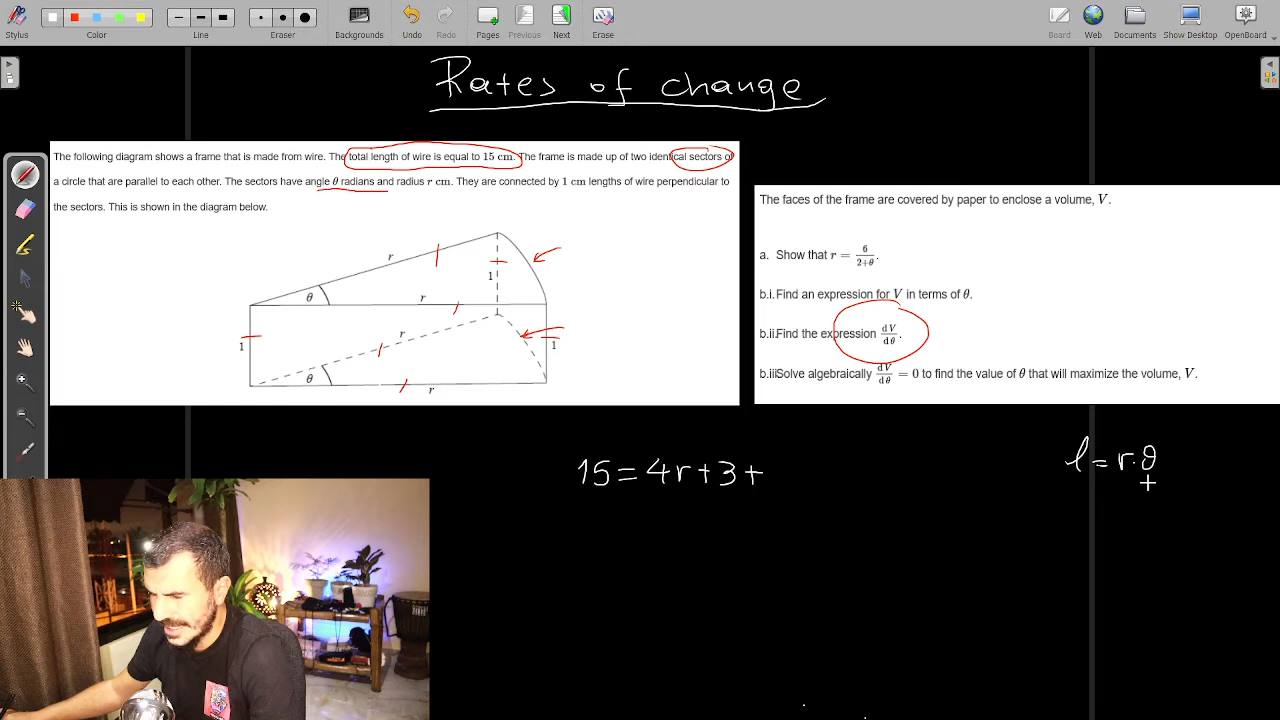 Stylus Color Line Eraser Backgrounds Undo Redo Pages Previous Next Erase Board Web Documents Show Desktop OpenBoard
Rates of change
The following diagram shows a frame that is made from wire. The total length of wire is equal to 15 cm. The frame is made up of two identical sectors of
a circle that are parallel to each other. The sectors have angle θ radians and radius r cm. They are connected by 1 cm lengths of wire perpendicular to
the sectors. This is shown in the diagram below.
r
1
θ
r
r
1
1
θ
r
The faces of the frame are covered by paper to enclose a volume, V.
a. Show that r = 6/(2+θ).
b.i. Find an expression for V in terms of θ.
b.ii. Find the expression dV/dθ.
b.iii Solve algebraically dV/dθ = 0 to find the value of θ that will maximize the volume, V.
15 = 4r + 3 +
l = r·θ